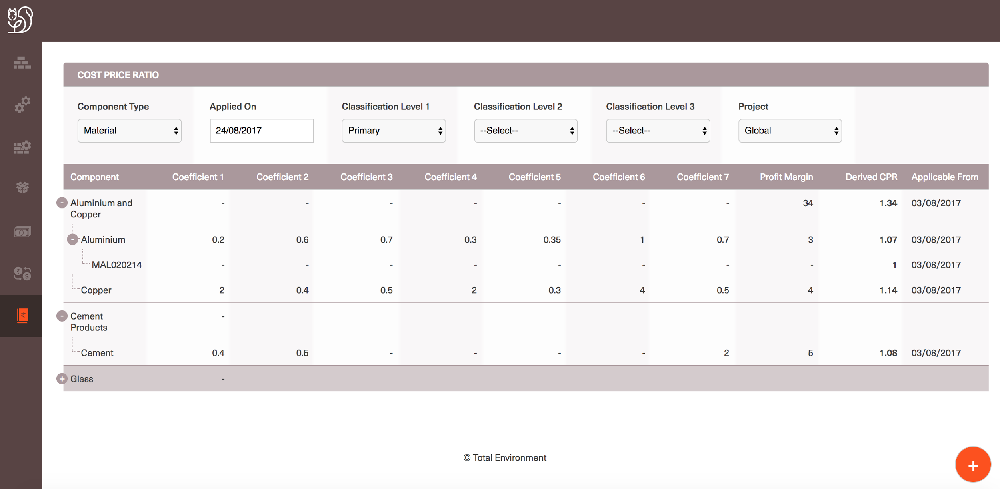 COST PRICE RATIO
Component Type Applied On Classification Level 1 Classification Level 2 Classification Level 3 Project
Material 24/08/2017 Primary --Select-- --Select-- Global
Component Coefficient 1 Coefficient 2 Coefficient 3 Coefficient 4 Coefficient 5 Coefficient 6 Coefficient 7 Profit Margin Derived CPR Applicable From
- Aluminium and - - - - - - - 34 1.34 03/08/2017
Copper
- Aluminium 0.2 0.6 0.7 0.3 0.35 1 0.7 3 1.07 03/08/2017
MAL020214 - - - - - - - - 1 03/08/2017
Copper 2 0.4 0.5 2 0.3 4 0.5 4 1.14 03/08/2017
- Cement -
Products
Cement 0.4 0.5 - - - - 2 5 1.08 03/08/2017
+ Glass -
© Total Environment
+
₹
$
₹